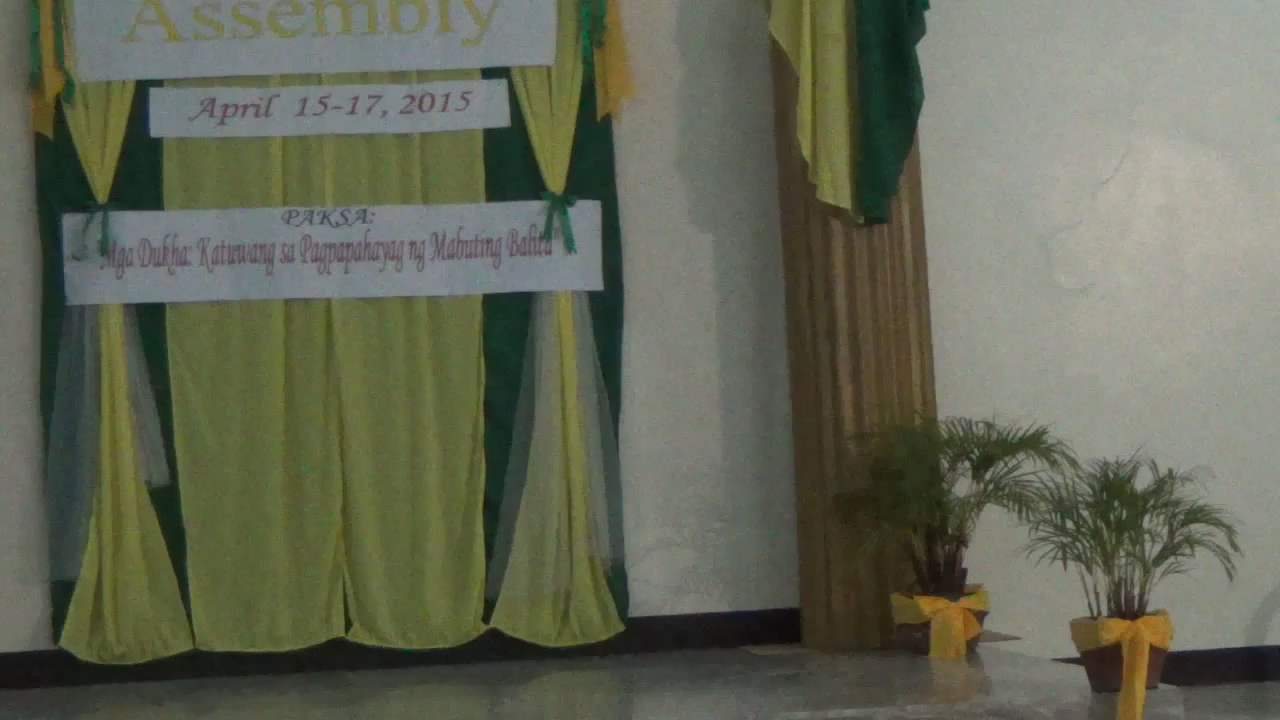 Assembly
April 15-17, 2015
PAKSA:
"Mga Dukha: Katuwang sa Pagpapahayag ng Mabuting Balita"